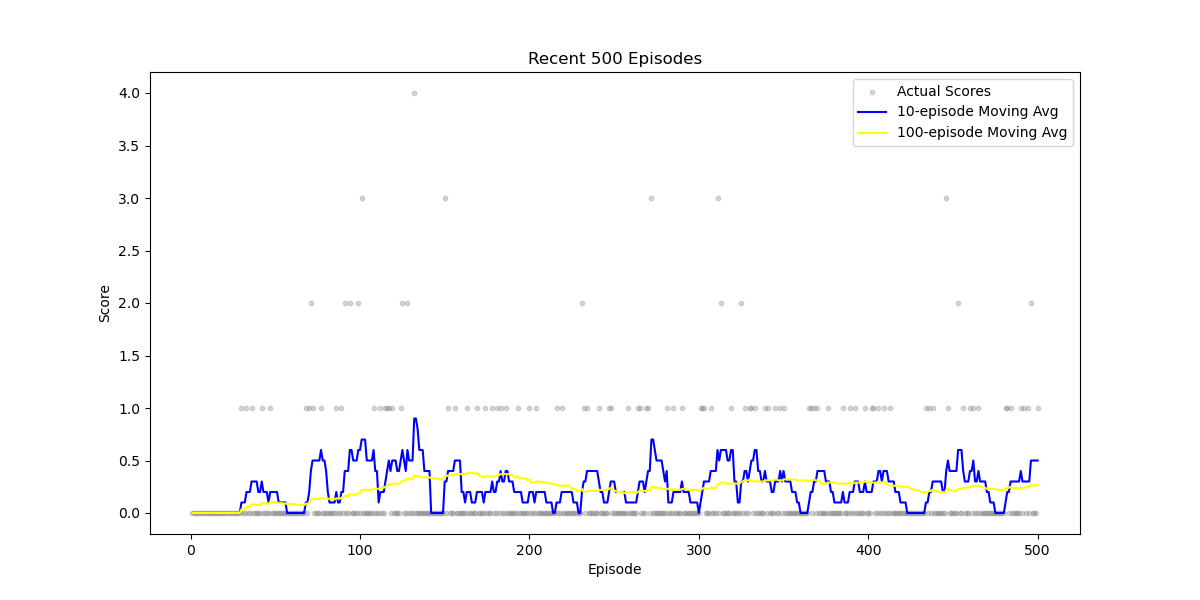 Recent 500 Episodes
Actual Scores
10-episode Moving Avg
100-episode Moving Avg
Score
4.0
3.5
3.0
2.5
2.0
1.5
1.0
0.5
0.0
0
100
200
300
400
500
Episode